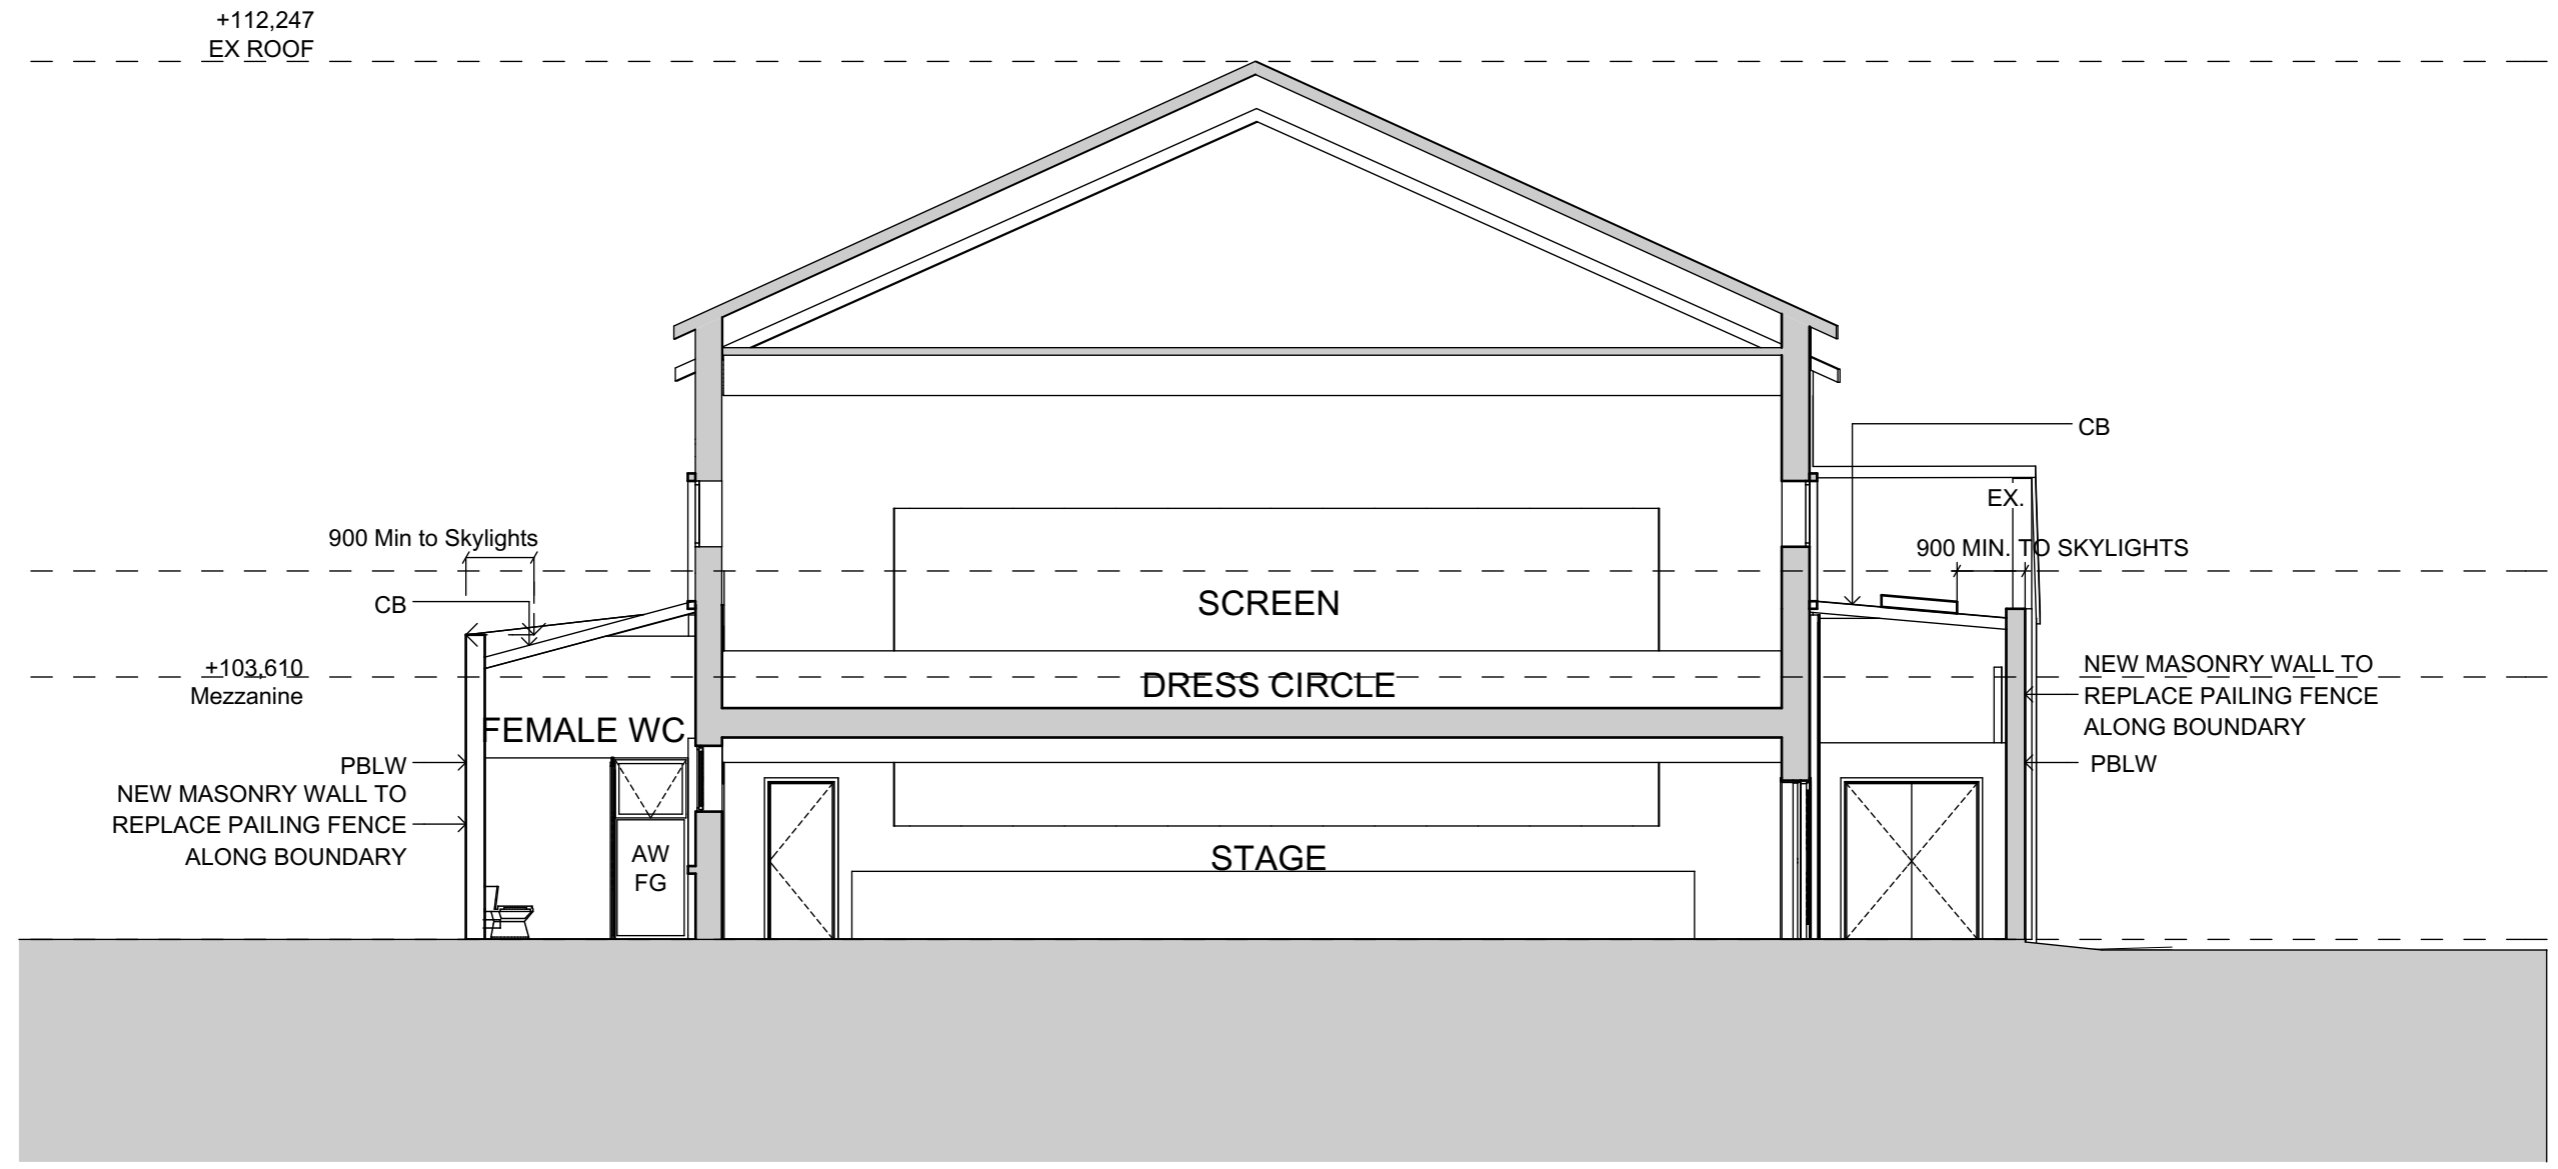 +112,247
EX ROOF
CB
EX.
900 Min to Skylights
900 MIN. TO SKYLIGHTS
CB
SCREEN
+103,610
Mezzanine
DRESS CIRCLE
NEW MASONRY WALL TO
REPLACE PAILING FENCE
ALONG BOUNDARY
FEMALE WC
PBLW
PBLW
NEW MASONRY WALL TO
REPLACE PAILING FENCE
ALONG BOUNDARY
AW
FG
STAGE